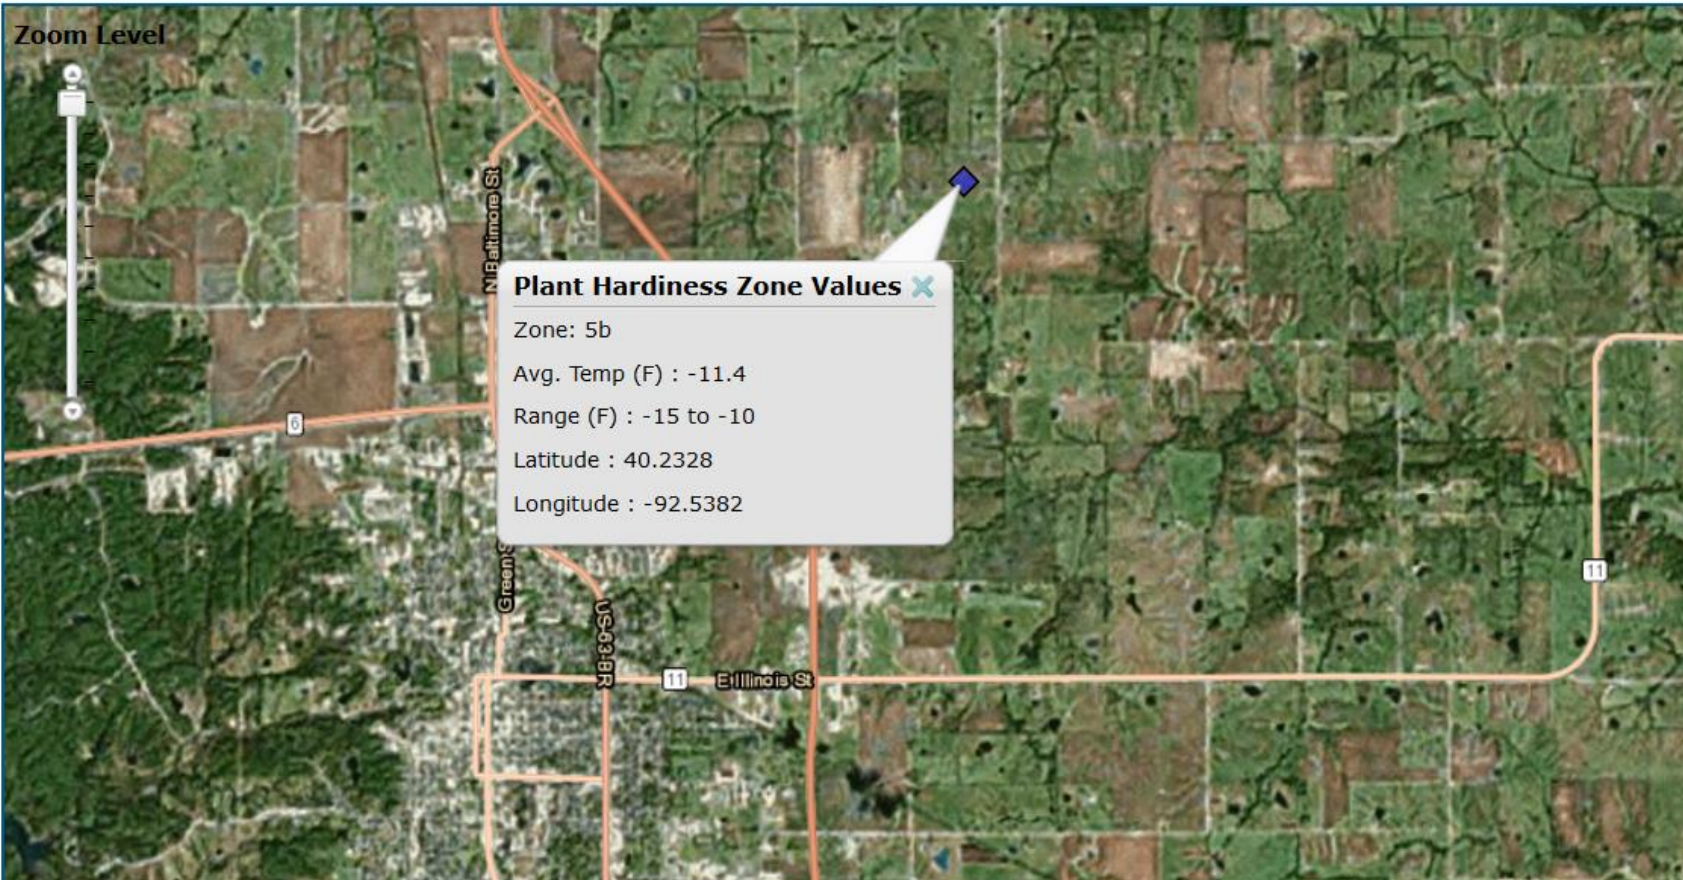 Zoom Level
N Baltimore St
Plant Hardiness Zone Values
Zone: 5b
Avg. Temp (F) : -11.4
Range (F) : -15 to -10
Latitude : 40.2328
Longitude : -92.5382
6
11
Green
US-63-BR
11
E Illinois St